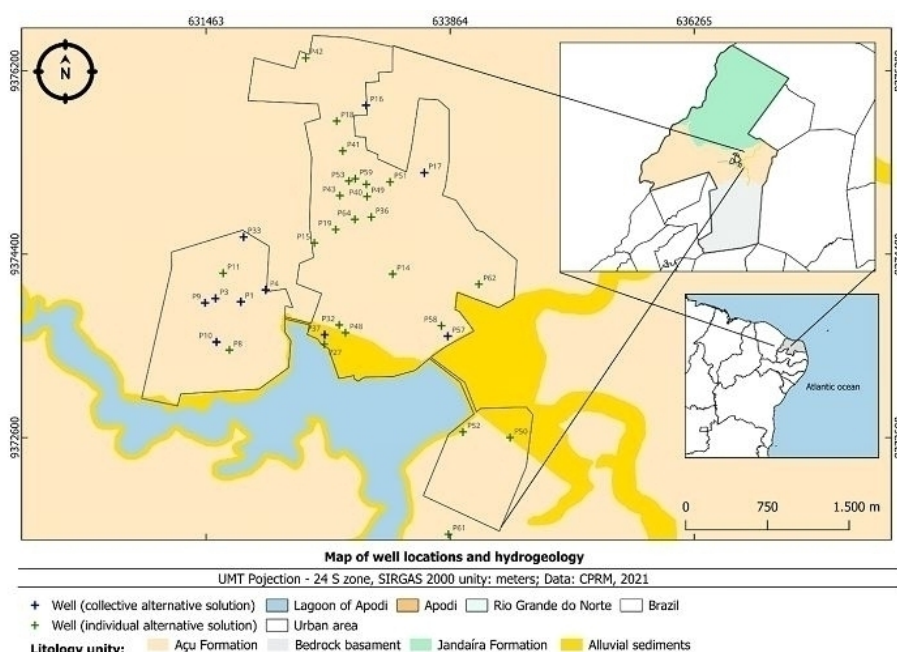 631463 633864 636265
9376200
P42
N
P16
P18
P41
P17
P53 P59 P51
P43 P40 P49
P64 P36
P19
P15
P33
9374400
P11 P14 P62
P4
P9 P3 P1
P32 P58
P37 P48 P57
P10
P8 P27
Atlantic ocean
9372600
P52 P50
0 750 1.500 m
P61
Map of well locations and hydrogeology
UMT Pojection - 24 S zone, SIRGAS 2000 unity: meters; Data: CPRM, 2021
Well (collective alternative solution) Lagoon of Apodi Apodi Rio Grande do Norte Brazil
Well (individual alternative solution) Urban area
Litology unity: Açu Formation Bedrock basament Jandaíra Formation Alluvial sediments